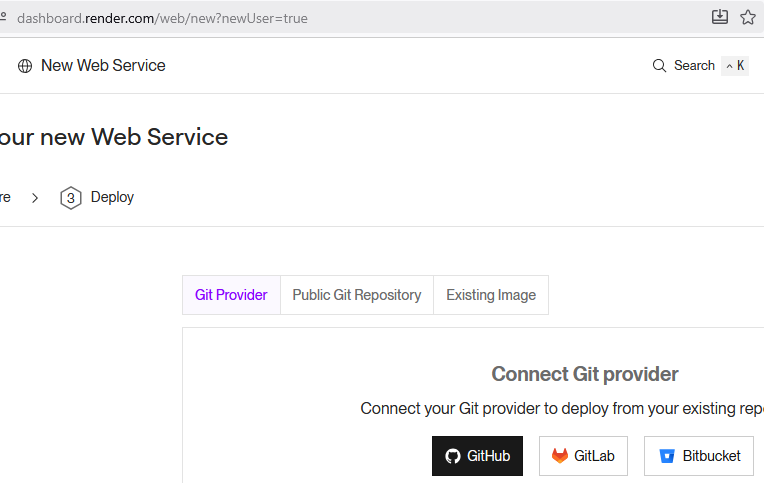 dashboard.render.com/web/new?newUser=true
New Web Service
Search ^ K
our new Web Service
re > 3 Deploy
Git Provider Public Git Repository Existing Image
Connect Git provider
Connect your Git provider to deploy from your existing rep
GitHub GitLab Bitbucket